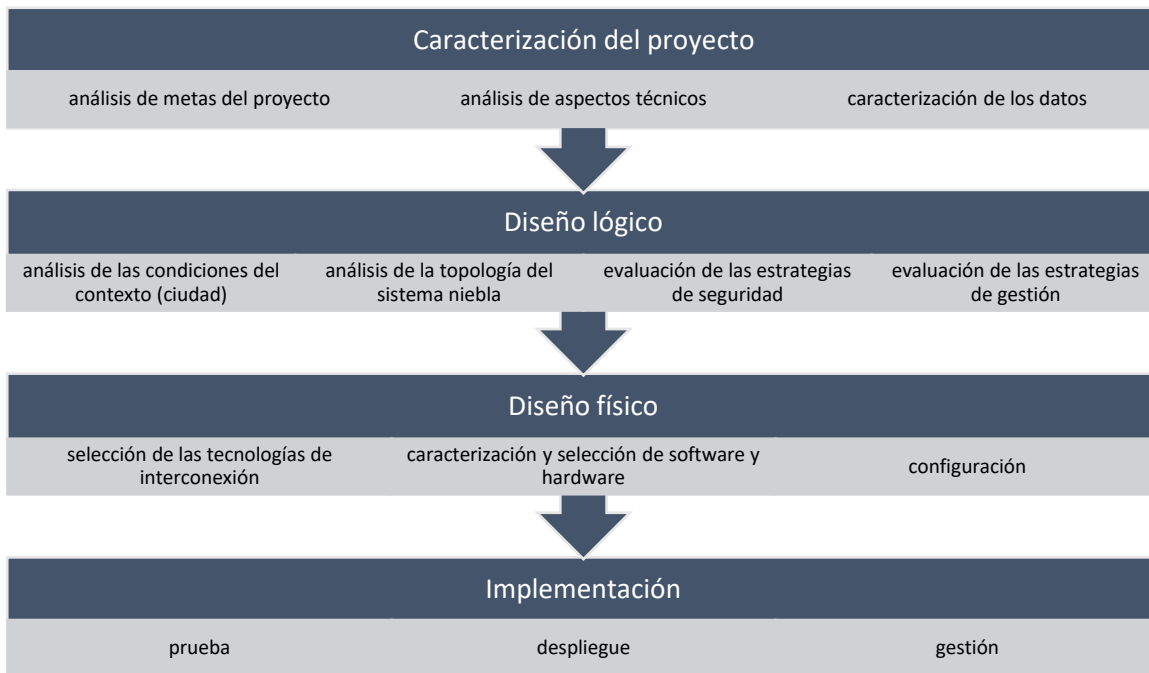 Caracterización del proyecto
análisis de metas del proyecto
análisis de aspectos técnicos
caracterización de los datos
Diseño lógico
análisis de las condiciones del
contexto (ciudad)
análisis de la topología del
sistema niebla
evaluación de las estrategias
de seguridad
evaluación de las estrategias
de gestión
Diseño físico
selección de las tecnologías de
interconexión
caracterización y selección de software y
hardware
configuración
Implementación
prueba
despliegue
gestión